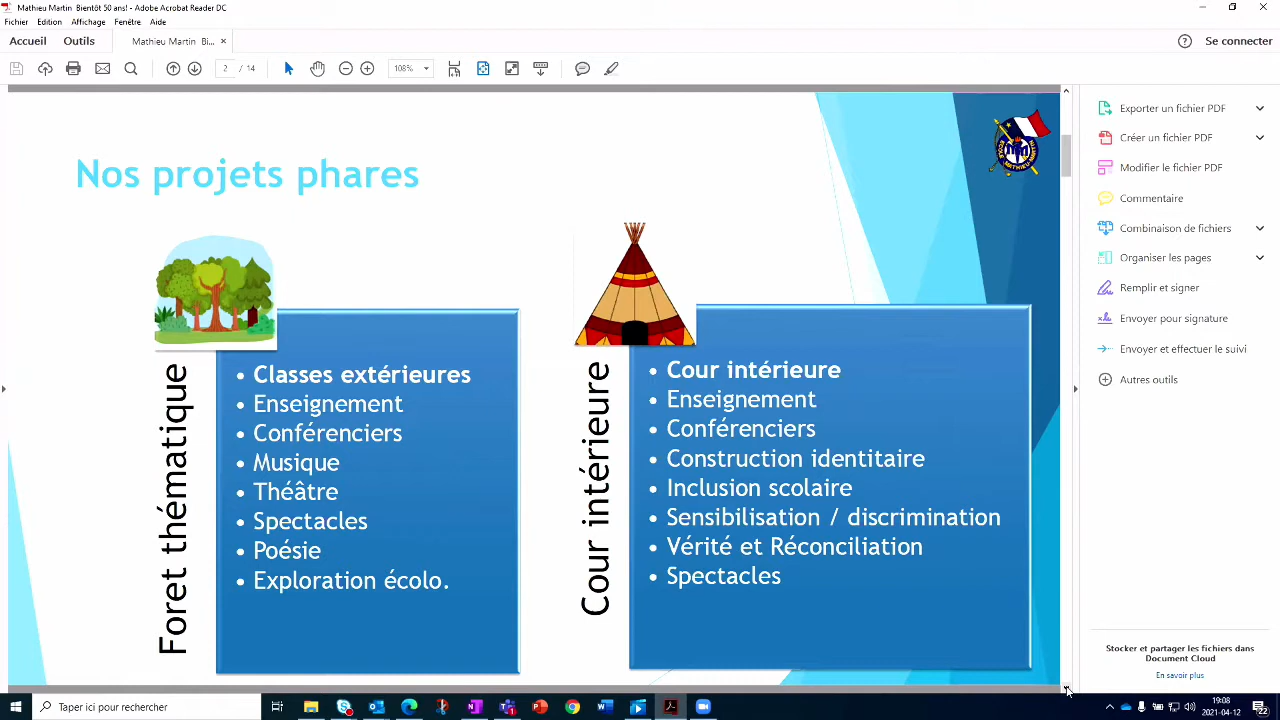 Mathieu Martin  Bientôt 50 ans! - Adobe Acrobat Reader DC
Fichier Edition Affichage Fenêtre Aide
Accueil Outils Mathieu Martin Bi... × Se connecter
2 / 14 108%
Nos projets phares
Foret thématique
• Classes extérieures
• Enseignement
• Conférenciers
• Musique
• Théâtre
• Spectacles
• Poésie
• Exploration écolo.
Cour intérieure
• Cour intérieure
• Enseignement
• Conférenciers
• Construction identitaire
• Inclusion scolaire
• Sensibilisation / discrimination
• Vérité et Réconciliation
• Spectacles
Exporter un fichier PDF
Créer un fichier PDF
Modifier le fichier PDF
Commentaire
Combinaison de fichiers
Organiser les pages
Remplir et signer
Envoyer pour signature
Envoyer et effectuer le suivi
Autres outils
Stocker et partager les fichiers dans
Document Cloud
En savoir plus
Taper ici pour rechercher
19:08
2021-04-12